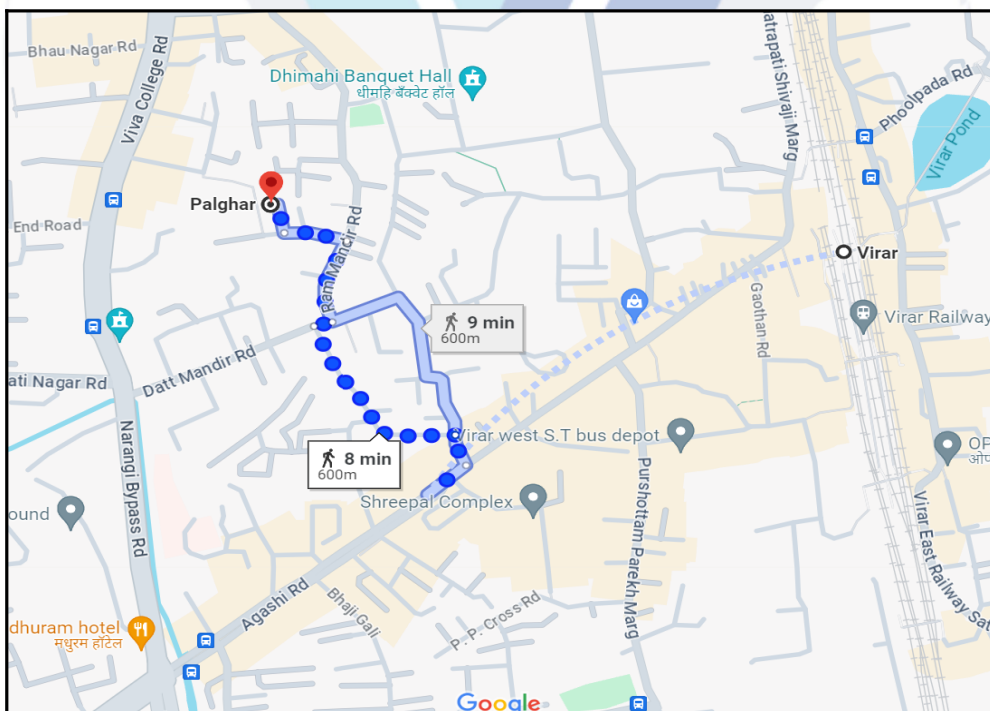 Bhau Nagar Rd
Viva College Rd
Dhimahi Banquet Hall
धीमहि बँक्वेट हॉल
atrapati Shivaji Marg
Phoolpada Rd
Virar Pond
Palghar
End Road
Ram Mandir Rd
Virar
Gaothan Rd
9 min
600m
Virar Railway
Datt Mandir Rd
ati Nagar Rd
Narangi Bypass Rd
Virar west S.T bus depot
8 min
600m
OP
ओप
Shreepal Complex
ound
Purshottam Parekh Marg
Virar East Railway Sat
Agashi Rd
Bhaji Gali
P. P. Cross Rd
dhuram hotel
मधुरम हॉटेल
Google